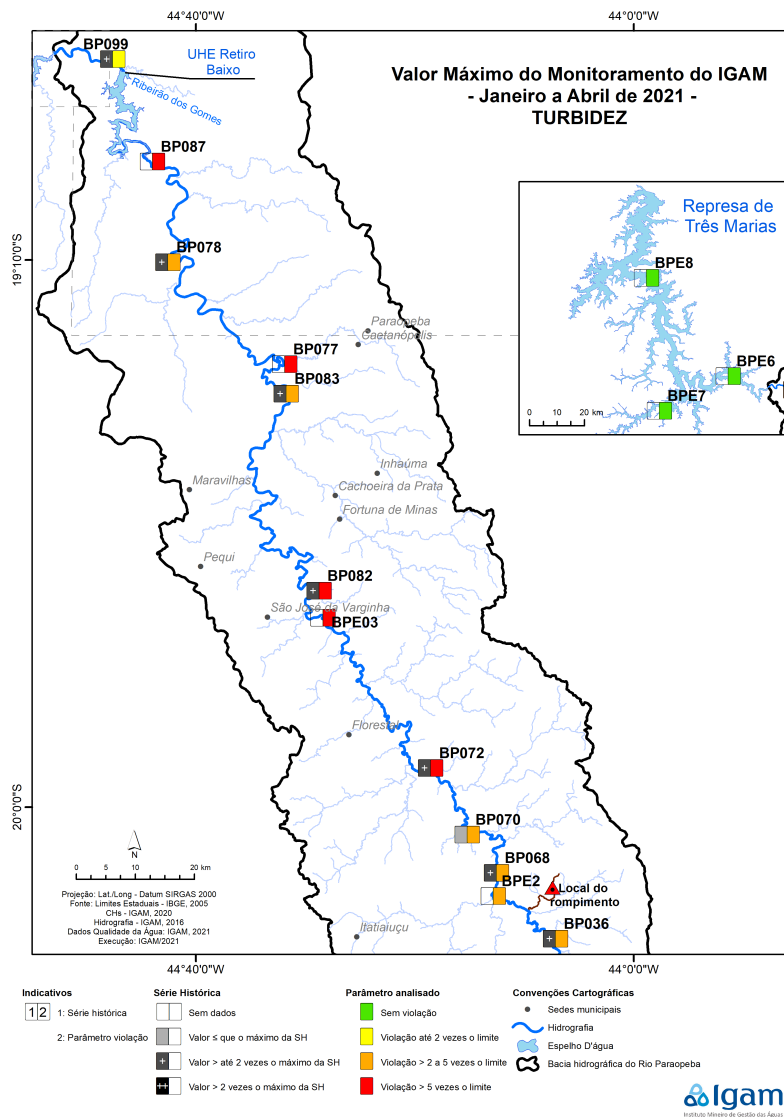 44°40'0"W
44°0'0"W
BP099
UHE Retiro
Baixo
Ribeirão dos Gomes
Valor Máximo do Monitoramento do IGAM
- Janeiro a Abril de 2021 -
TURBIDEZ
BP087
Represa de
Três Marias
BP078
19°10'0"S
BPE8
Paraopeba
Caetanópolis
BP077
BPE6
BP083
BPE7
0 10 20 km
Inhaúma
Maravilhas
Cachoeira da Prata
Fortuna de Minas
Pequi
BP082
São José da Varginha
BPE03
Florestal
BP072
20°0'0"S
BP070
N
BP068
0 5 10 20 km
BPE2
Local do
rompimento
Projeção: Lat./Long - Datum SIRGAS 2000
Fonte: Limites Estaduais - IBGE, 2005
CHs - IGAM, 2020
Hidrografia - IGAM, 2016
Dados Qualidade da Água: IGAM, 2021
Execução: IGAM/2021
BP036
Itatiaiuçu
44°40'0"W
44°0'0"W
Indicativos
1 2
1: Série histórica
2: Parâmetro violação
Série Histórica
Sem dados
Valor ≤ que o máximo da SH
+ Valor > até 2 vezes o máximo da SH
++ Valor > 2 vezes o máximo da SH
Parâmetro analisado
Sem violação
Violação até 2 vezes o limite
Violação > 2 a 5 vezes o limite
Violação > 5 vezes o limite
Convenções Cartográficas
Sedes municipais
Hidrografia
Espelho D'água
Bacia hidrográfica do Rio Paraopeba
Igam
Instituto Mineiro de Gestão das Águas